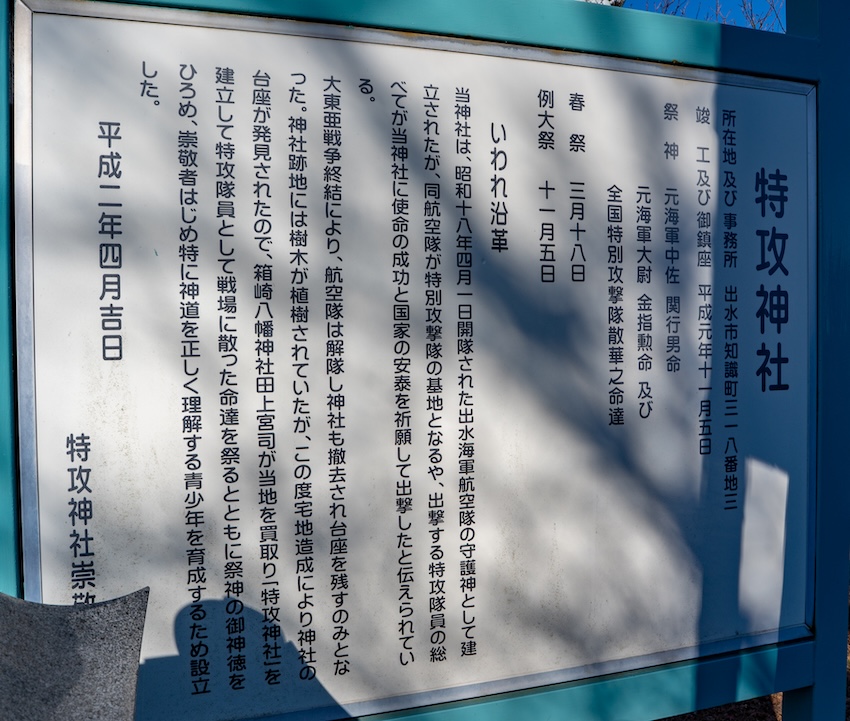 特攻神社
所在地 及び 事務所 出水市知識町三一八番地三
竣工及び御鎮座 平成元年十一月五日
祭神 元海軍中佐 関行男命
元海軍大尉 金指勲命 及び
全国特別攻撃隊散華之命達
春祭 三月十八日
例大祭 十一月五日
いわれ沿革
当神社は、昭和十八年四月一日開隊された出水海軍航空隊の守護神として建
立されたが、同航空隊が特別攻撃隊の基地となるや、出撃する特攻隊員の総
べてが当神社に使命の成功と国家の安泰を祈願して出撃したと伝えられてい
る。
大東亜戦争終結により、航空隊は解隊し神社も撤去され台座を残すのみとな
った。神社跡地には樹木が植樹されていたが、この度宅地造成により神社の
台座が発見されたので、箱崎八幡神社田上宮司が当地を買取り「特攻神社」を
建立して特攻隊員として戦場に散った命達を祭るとともに祭神の御神徳を
ひろめ、崇敬者はじめ特に神道を正しく理解する青少年を育成するため設立
した。
平成二年四月吉日
特攻神社崇敬